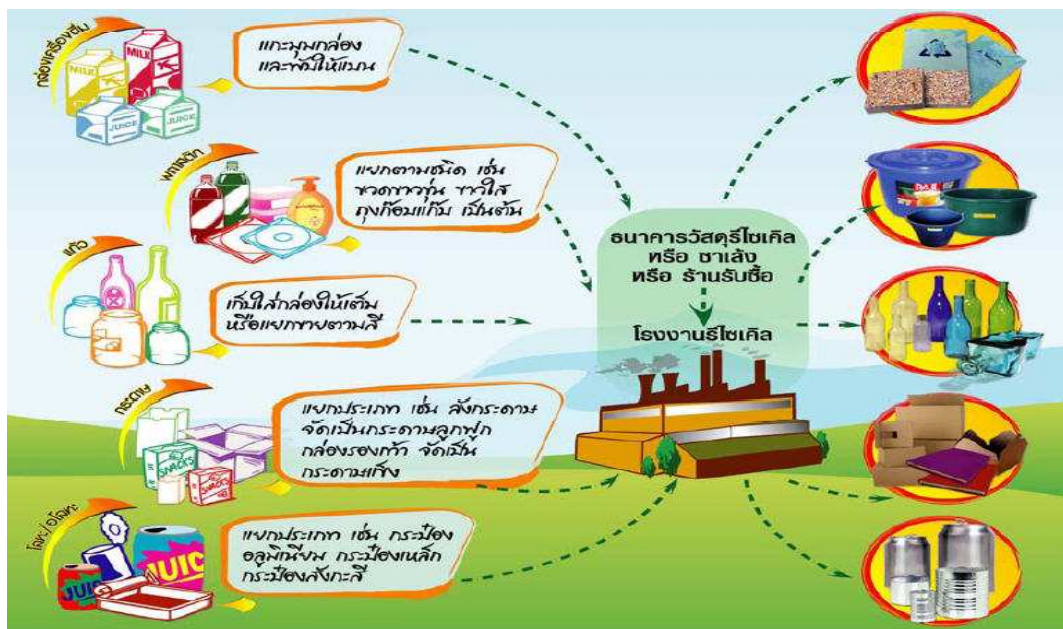 กล่องเครื่องดื่ม
MILK
MILK
JUICE
JUICE
แกะมุมกล่อง
และพับให้แบน
พลาสติก
แยกตามชนิด เช่น
ขวดขาวขุ่น ขาวใส
ถุงก๊อบแก๊บ เป็นต้น
แก้ว
เก็บใส่กล่องให้เต็ม
หรือแยกขายตามสี
กระดาษ
SNACKS
SNACKS
แยกประเภท เช่น ลังกระดาษ
จัดเป็นกระดาษลูกฟูก
กล่องรองเท้า จัดเป็น
กระดาษแข็ง
โลหะ/อโลหะ
JUIC
JUIC
แยกประเภท เช่น กระป๋อง
อลูมิเนียม กระป๋องเหล็ก
กระป๋องสังกะสี
ธนาคารวัสดุรีไซเคิล
หรือ ซาเล้ง
หรือ ร้านรับซื้อ
โรงงานรีไซเคิล
PAIL